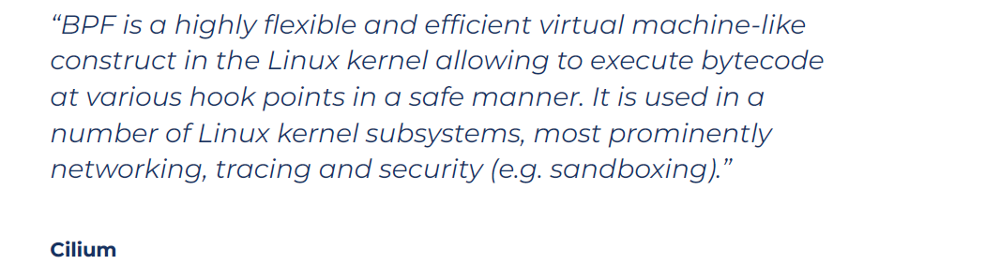 “BPF is a highly flexible and efficient virtual machine-like
construct in the Linux kernel allowing to execute bytecode
at various hook points in a safe manner. It is used in a
number of Linux kernel subsystems, most prominently
networking, tracing and security (e.g. sandboxing).”
Cilium